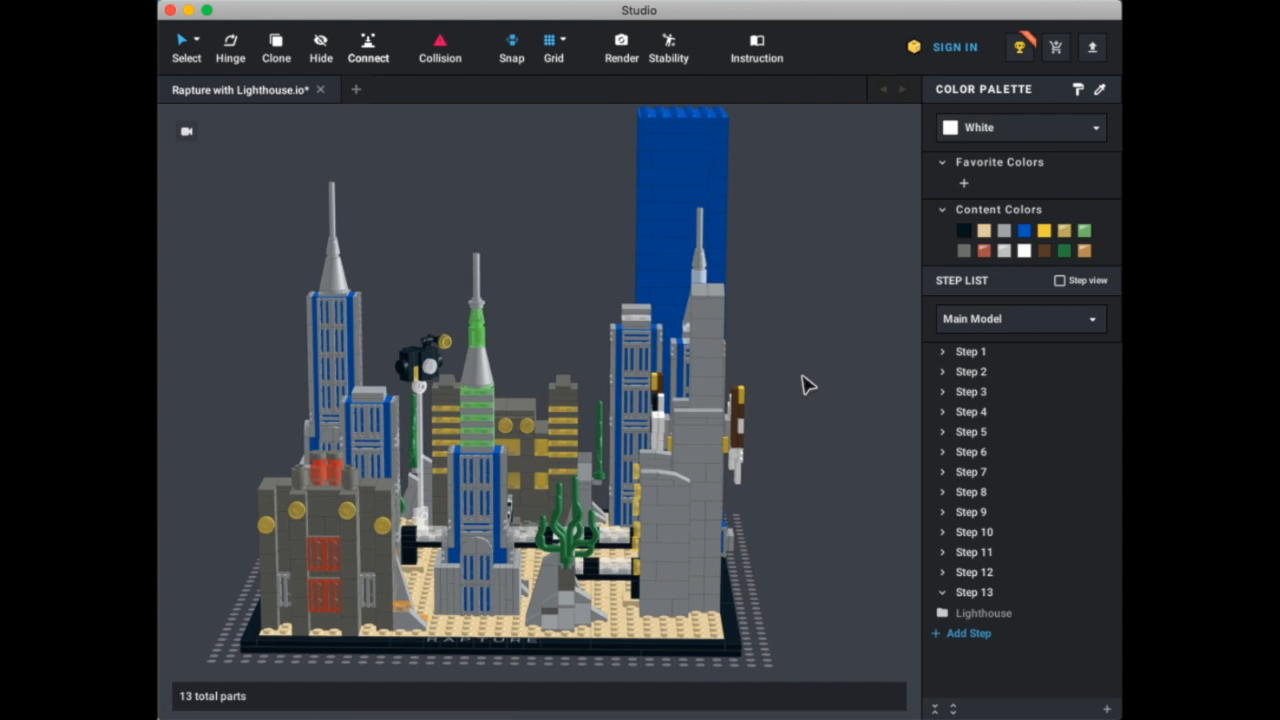 Studio
Select Hinge Clone Hide Connect Collision Snap Grid Render Stability Instruction SIGN IN
Rapture with Lighthouse.io*
COLOR PALETTE
White
Favorite Colors
Content Colors
STEP LIST
Step view
Main Model
Step 1
Step 2
Step 3
Step 4
Step 5
Step 6
Step 7
Step 8
Step 9
Step 10
Step 11
Step 12
Step 13
Lighthouse
+ Add Step
RAPTURE
13 total parts